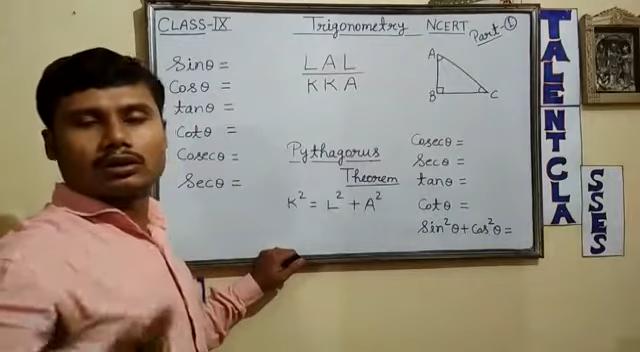 CLASS-IX
Trigonometry
NCERT
Part-①
Sinθ =
Cosθ =
tanθ =
Cotθ =
Cosecθ =
Secθ =
LAL
KKA
Pythagorus
Theorem
K² = L² + A²
A
B
C
Cosecθ =
Secθ =
tanθ =
Cotθ =
Sin²θ + Cos²θ =
TALENT CLA
SSES